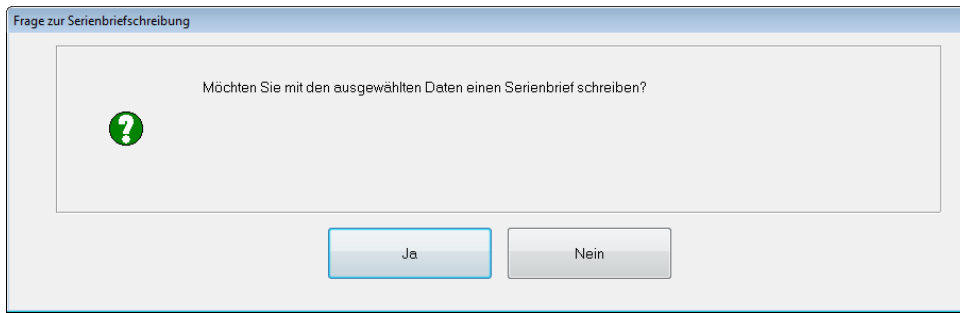 Frage zur Serienbriefschreibung
Möchten Sie mit den ausgewählten Daten einen Serienbrief schreiben?
Ja
Nein